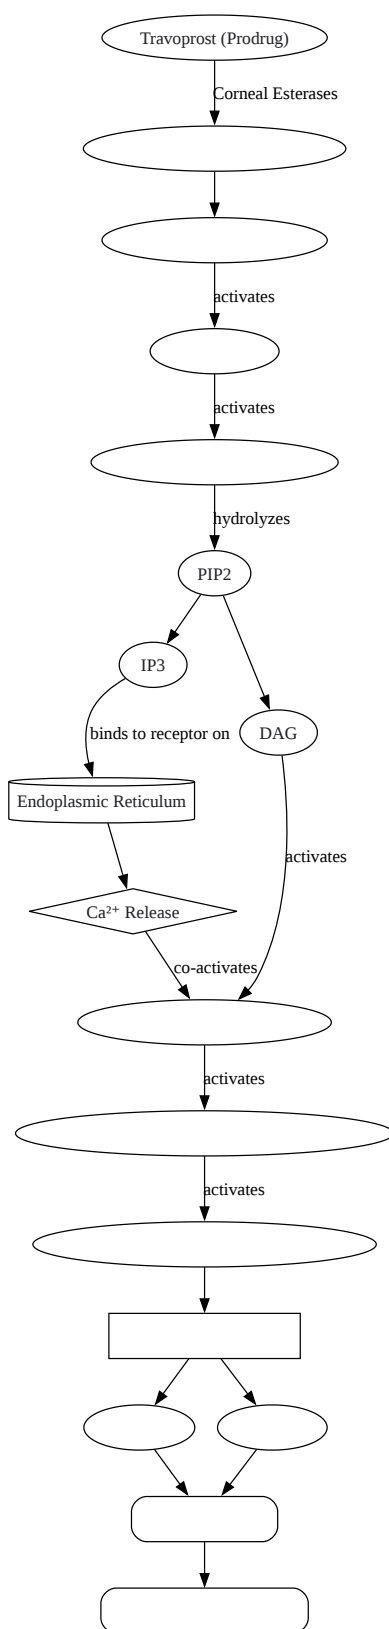 Travoprost (Prodrug)
Corneal Esterases
activates
activates
hydrolyzes
PIP2
IP3
binds to receptor on
DAG
Endoplasmic Reticulum
activates
Ca²⁺ Release
co-activates
activates
activates